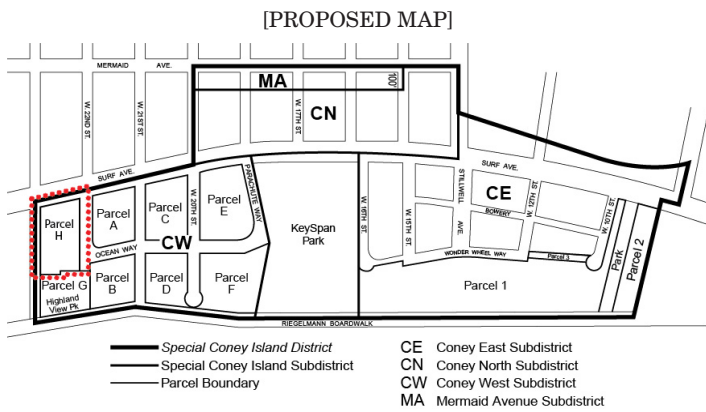 [PROPOSED MAP]
MERMAID AVE.
MA
100'
W. 22ND ST.
W. 21ST ST.
W. 17TH ST.
CN
SURF AVE.
PARACHUTE WAY
SURF AVE.
W. 20TH ST.
STILLWELL AVE.
CE
W. 12TH ST.
W. 10TH ST.
Parcel H
Parcel A
Parcel C
Parcel E
KeySpan Park
W. 16TH ST.
W. 15TH ST.
BOWERY
CW
OCEAN WAY
WONDER WHEEL WAY
Parcel 3
Park
Parcel 2
Parcel G
Highland View Pk
Parcel B
Parcel D
Parcel F
Parcel 1
RIEGELMANN BOARDWALK
Special Coney Island District
Special Coney Island Subdistrict
Parcel Boundary
CE Coney East Subdistrict
CN Coney North Subdistrict
CW Coney West Subdistrict
MA Mermaid Avenue Subdistrict